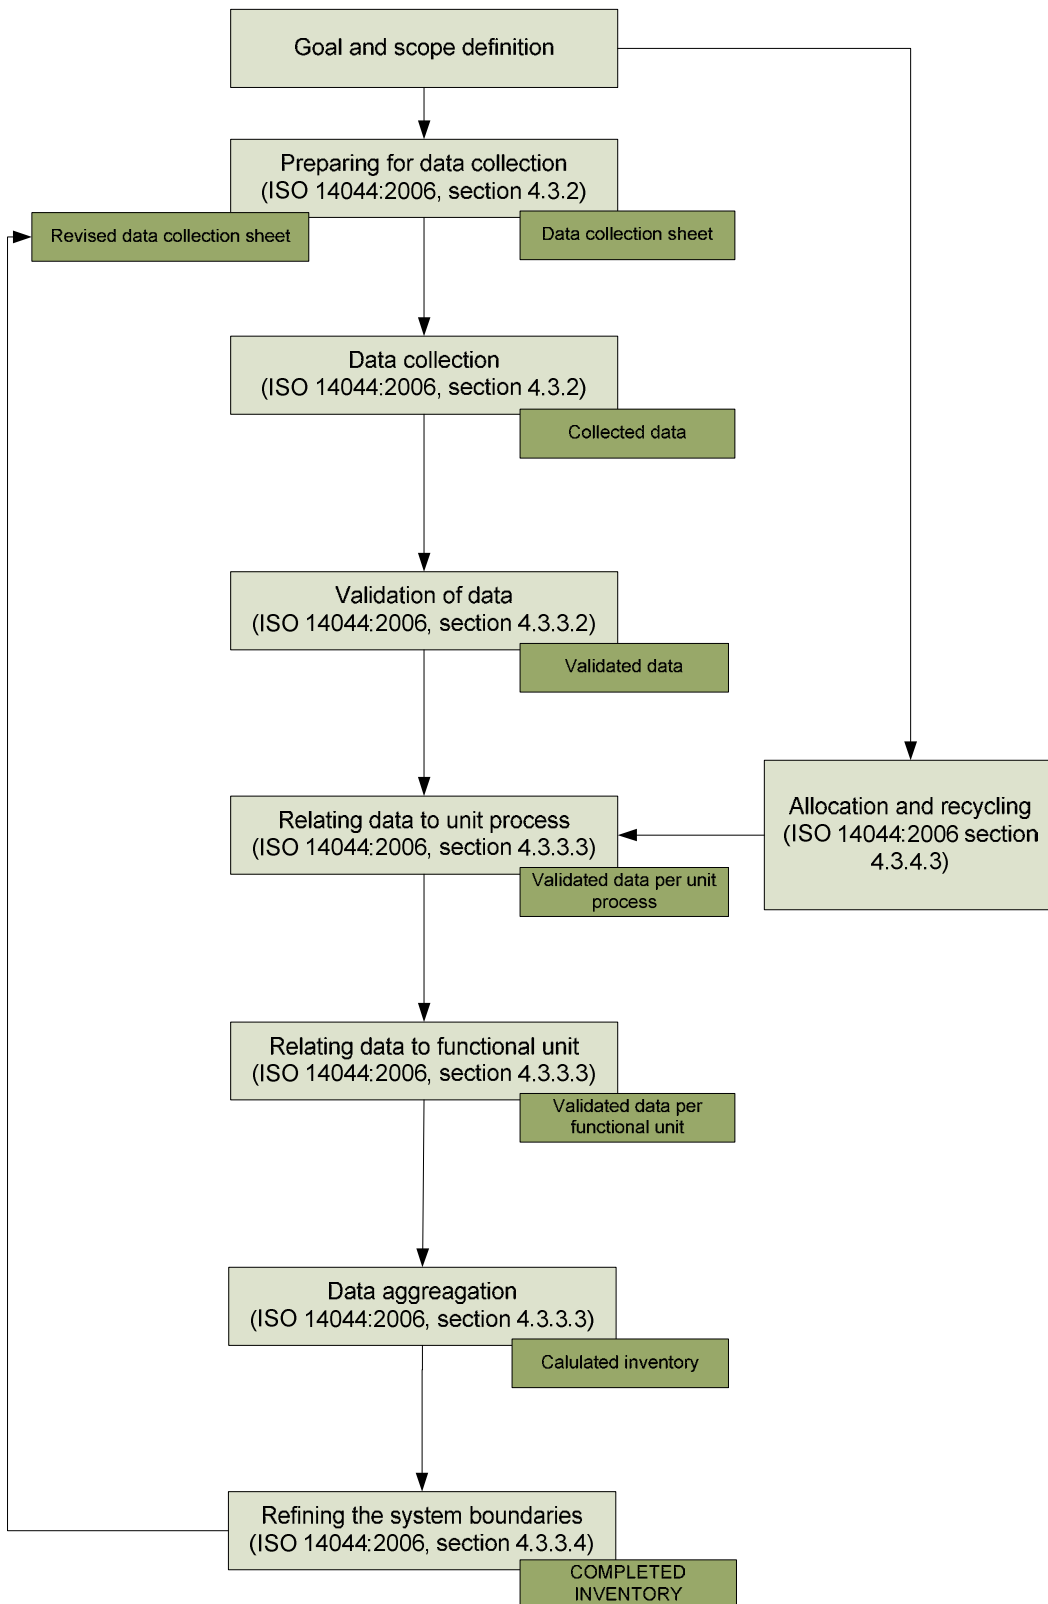 Goal and scope definition
Preparing for data collection
(ISO 14044:2006, section 4.3.2)
Revised data collection sheet
Data collection sheet
Data collection
(ISO 14044:2006, section 4.3.2)
Collected data
Validation of data
(ISO 14044:2006, section 4.3.3.2)
Validated data
Relating data to unit process
(ISO 14044:2006, section 4.3.3.3)
Validated data per unit
process
Allocation and recycling
(ISO 14044:2006 section
4.3.4.3)
Relating data to functional unit
(ISO 14044:2006, section 4.3.3.3)
Validated data per
functional unit
Data aggreagation
(ISO 14044:2006, section 4.3.3.3)
Calulated inventory
Refining the system boundaries
(ISO 14044:2006, section 4.3.3.4)
COMPLETED
INVENTORY